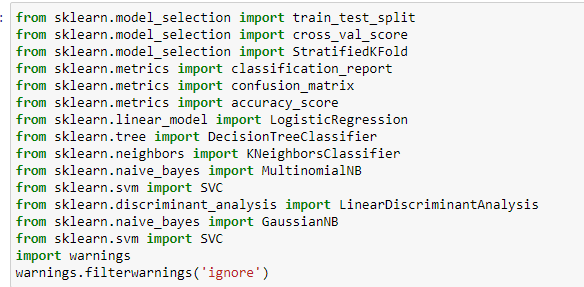 :
from sklearn.model_selection import train_test_split
from sklearn.model_selection import cross_val_score
from sklearn.model_selection import StratifiedKFold
from sklearn.metrics import classification_report
from sklearn.metrics import confusion_matrix
from sklearn.metrics import accuracy_score
from sklearn.linear_model import LogisticRegression
from sklearn.tree import DecisionTreeClassifier
from sklearn.neighbors import KNeighborsClassifier
from sklearn.naive_bayes import MultinomialNB
from sklearn.svm import SVC
from sklearn.discriminant_analysis import LinearDiscriminantAnalysis
from sklearn.naive_bayes import GaussianNB
from sklearn.svm import SVC
import warnings
warnings.filterwarnings('ignore')